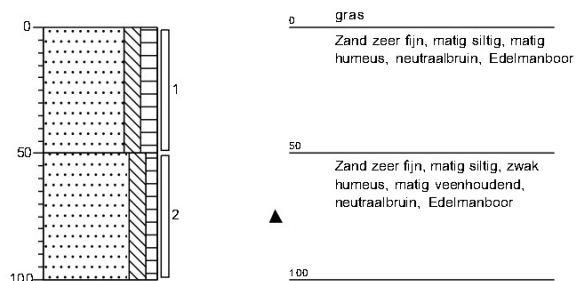 0
50
100
1
2
0
gras
Zand zeer fijn, matig siltig, matig
humeus, neutraalbruin, Edelmanboor
50
Zand zeer fijn, matig siltig, zwak
humeus, matig veenhoudend,
neutraalbruin, Edelmanboor
100